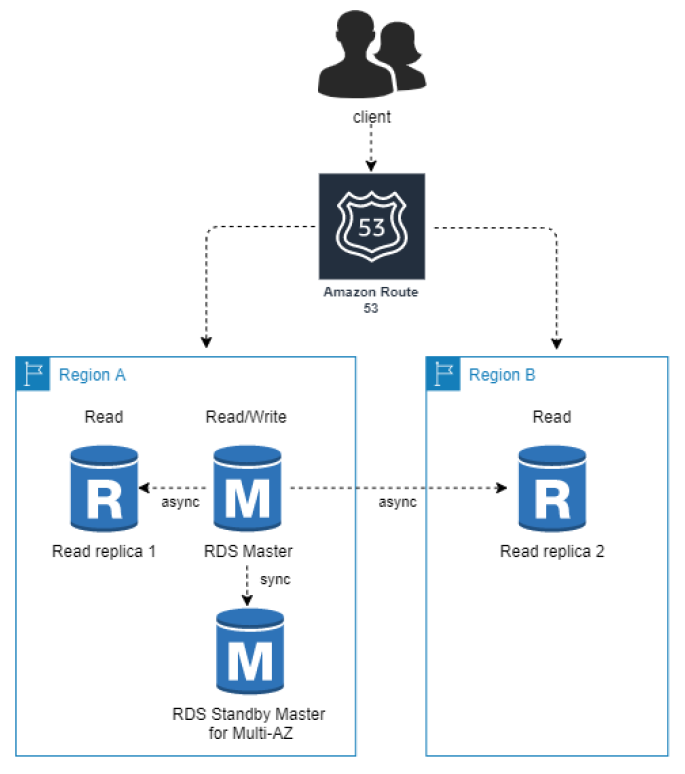 client
53
Amazon Route
53
Region A
Region B
Read
Read/Write
Read
R
M
R
async
async
Read replica 1
RDS Master
Read replica 2
sync
M
RDS Standby Master
for Multi-AZ